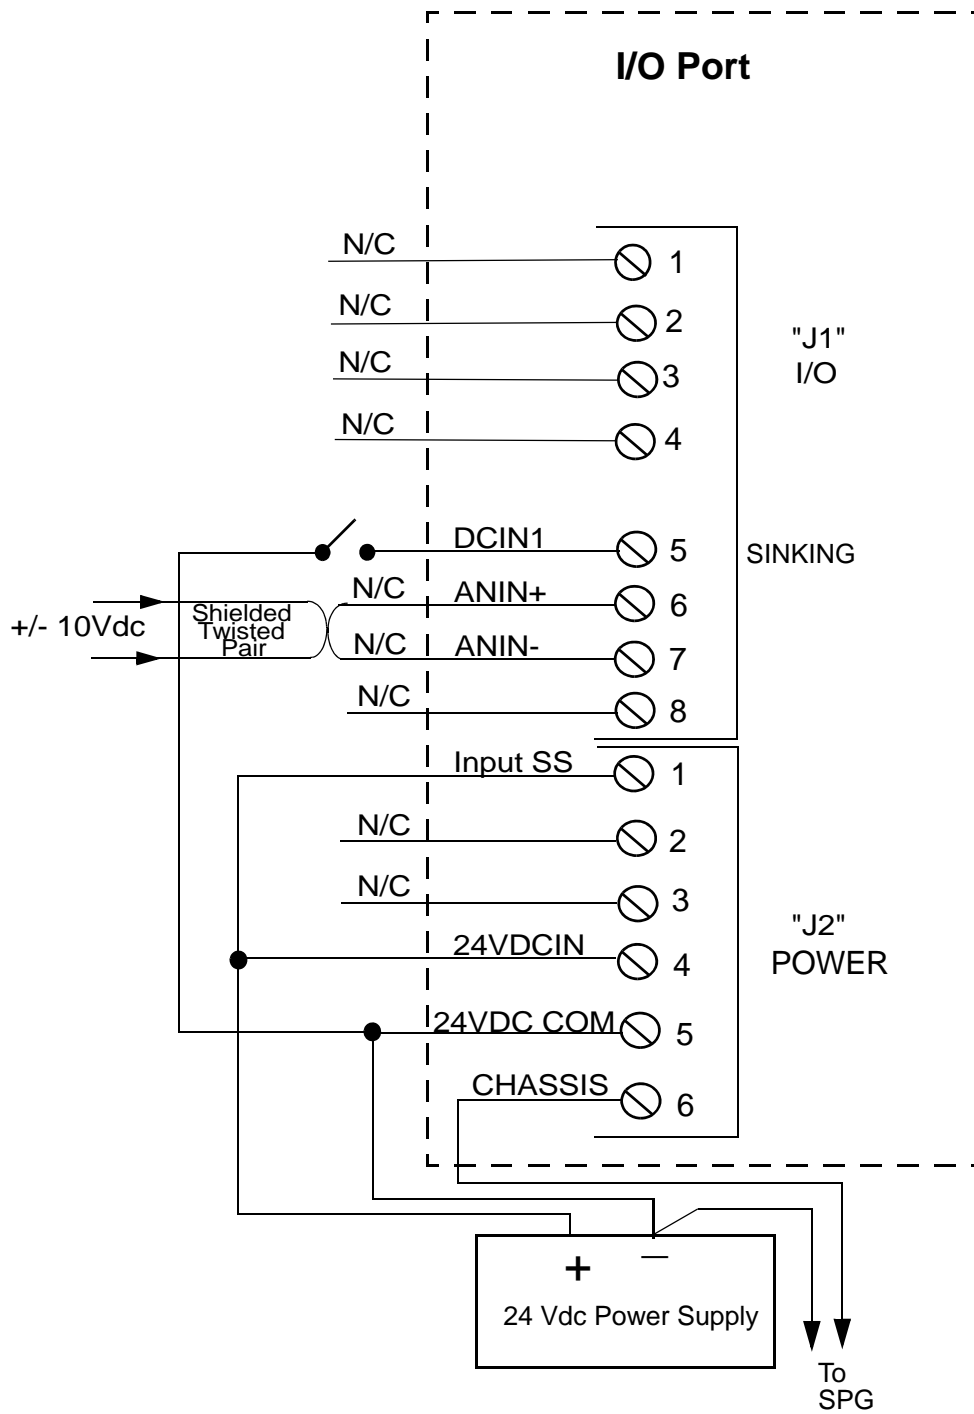 I/O Port
N/C
1
N/C
2
"J1"
I/O
N/C
3
N/C
4
DCIN1
5
SINKING
N/C
ANIN+
6
+/- 10Vdc
Shielded
Twisted
Pair
N/C
ANIN-
7
N/C
8
Input SS
1
N/C
2
N/C
3
"J2"
POWER
24VDCIN
4
24VDC COM
5
CHASSIS
6
+
—
24 Vdc Power Supply
To
SPG